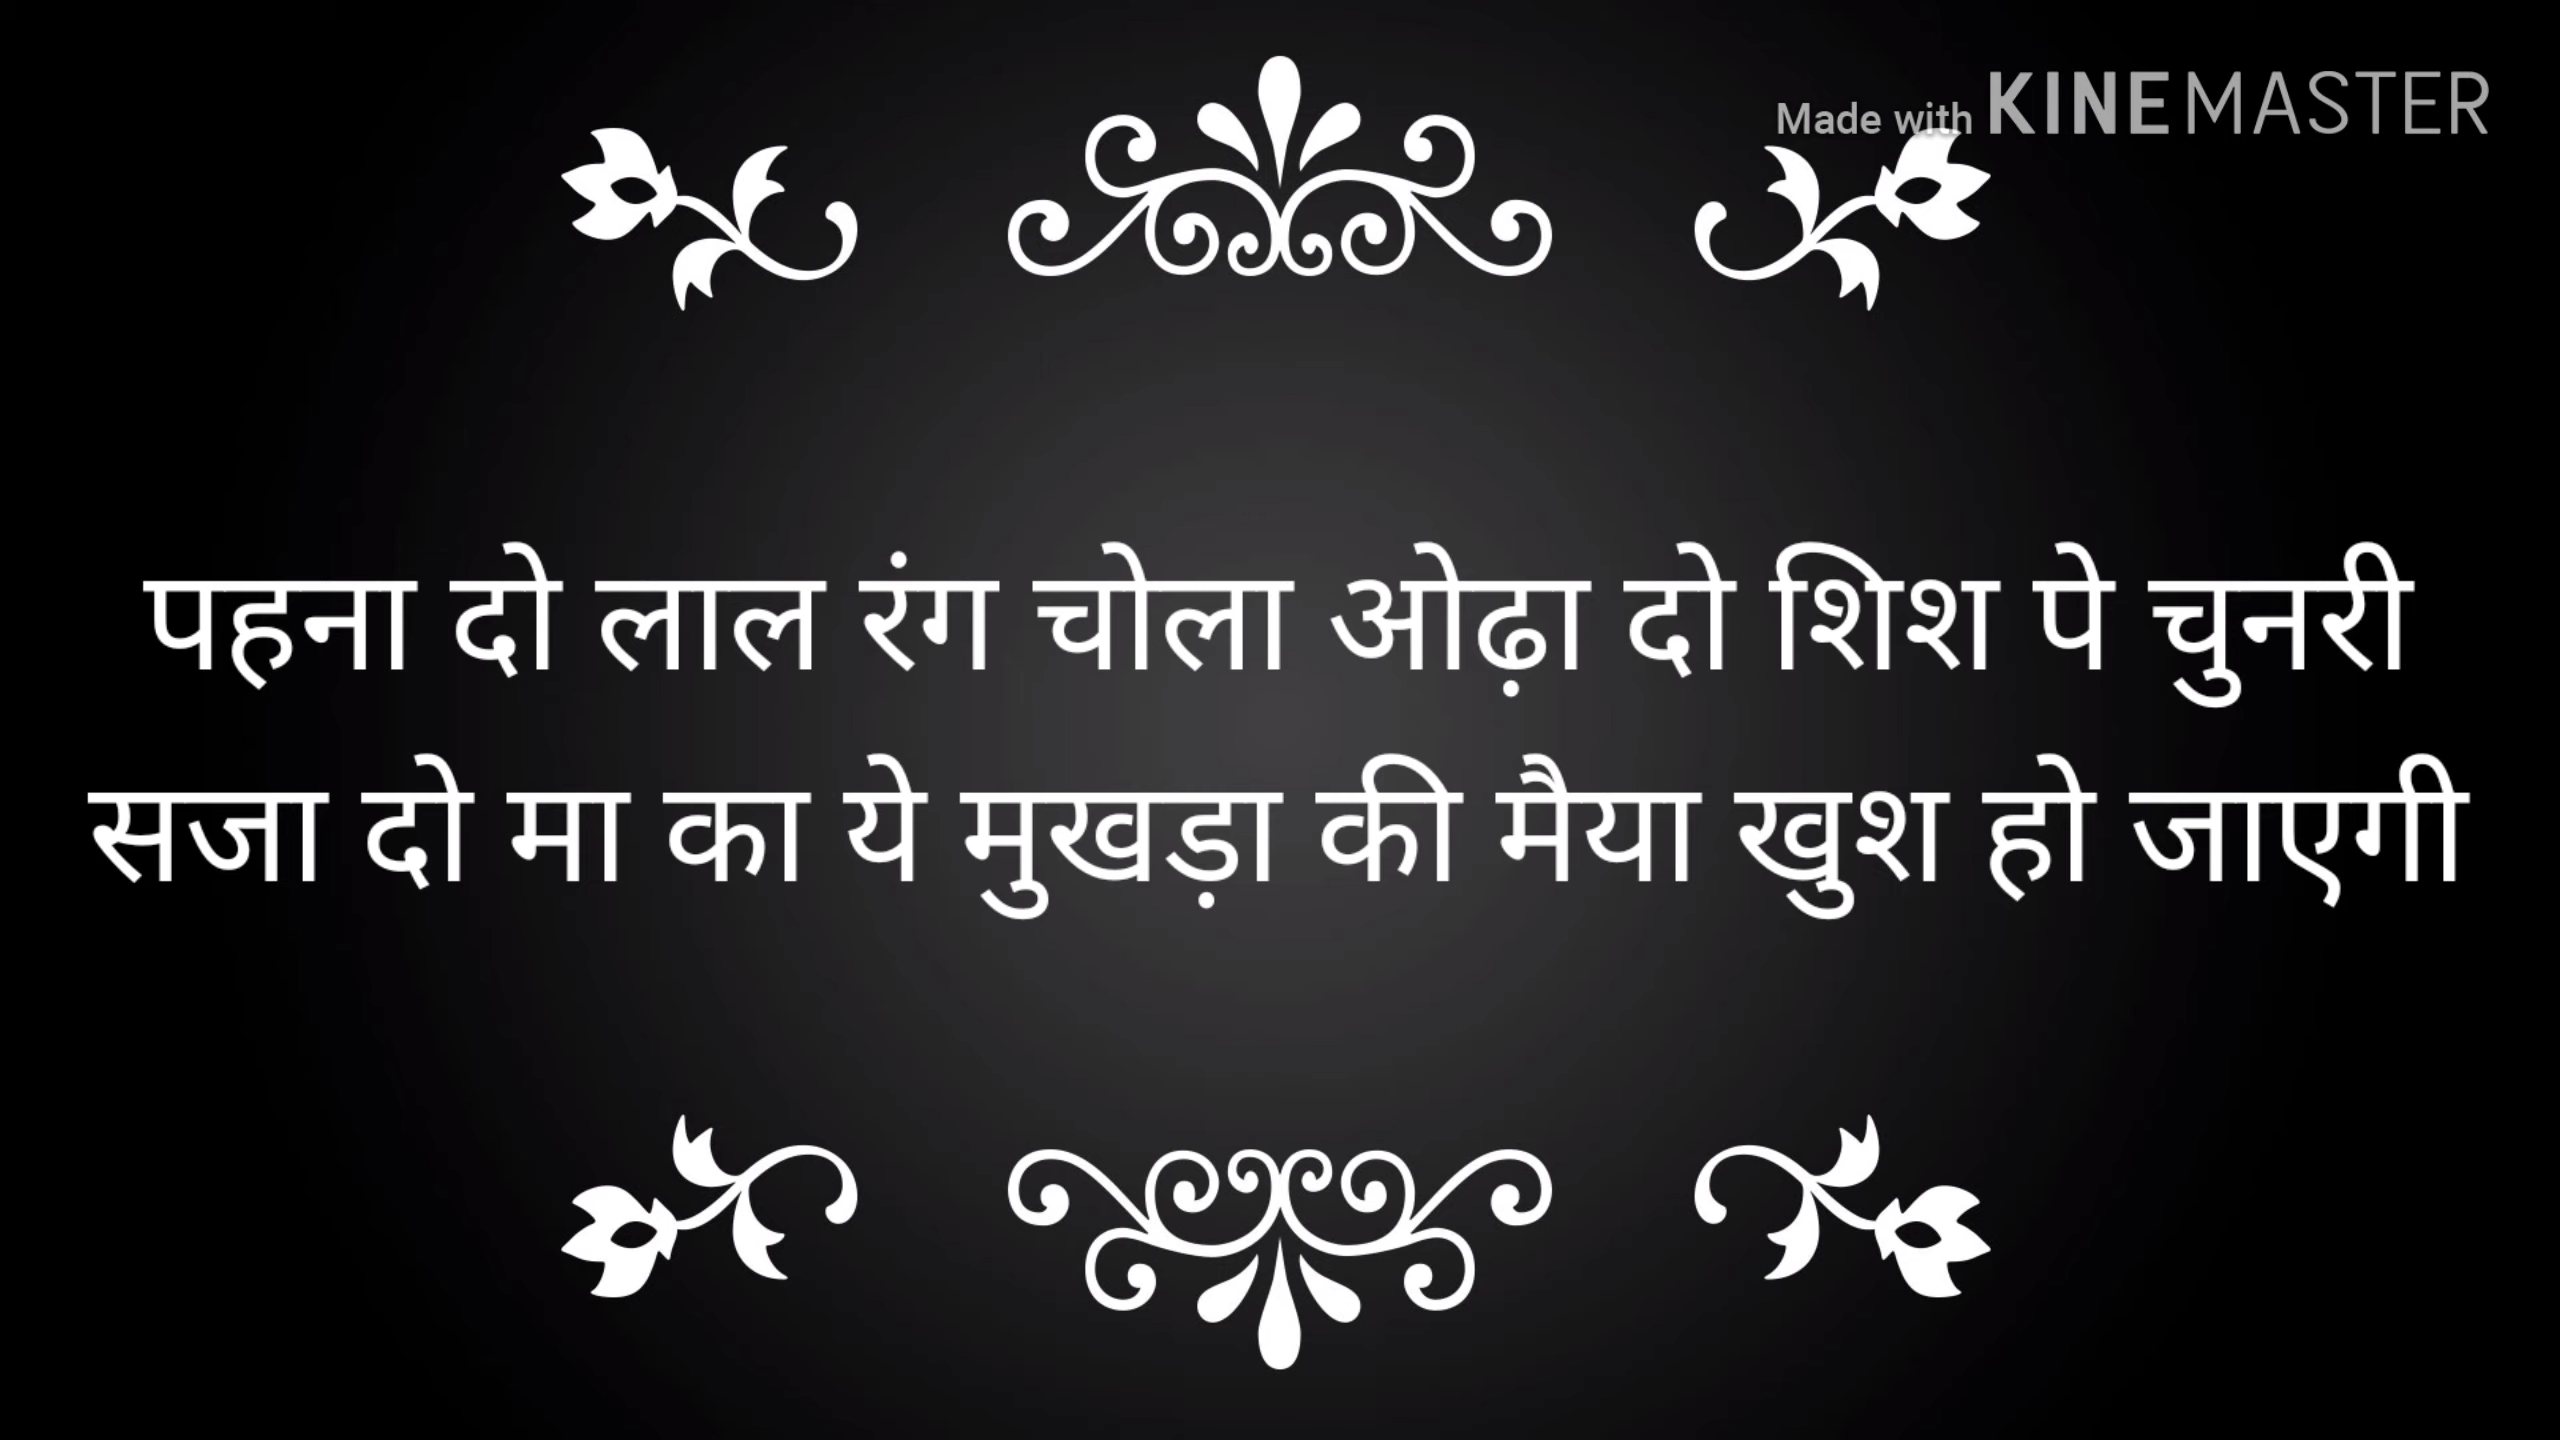 Made with KINEMASTER
पहना दो लाल रंग चोला ओढ़ा दो शिश पे चुनरी
सजा दो मा का ये मुखड़ा की मैया खुश हो जाएगी